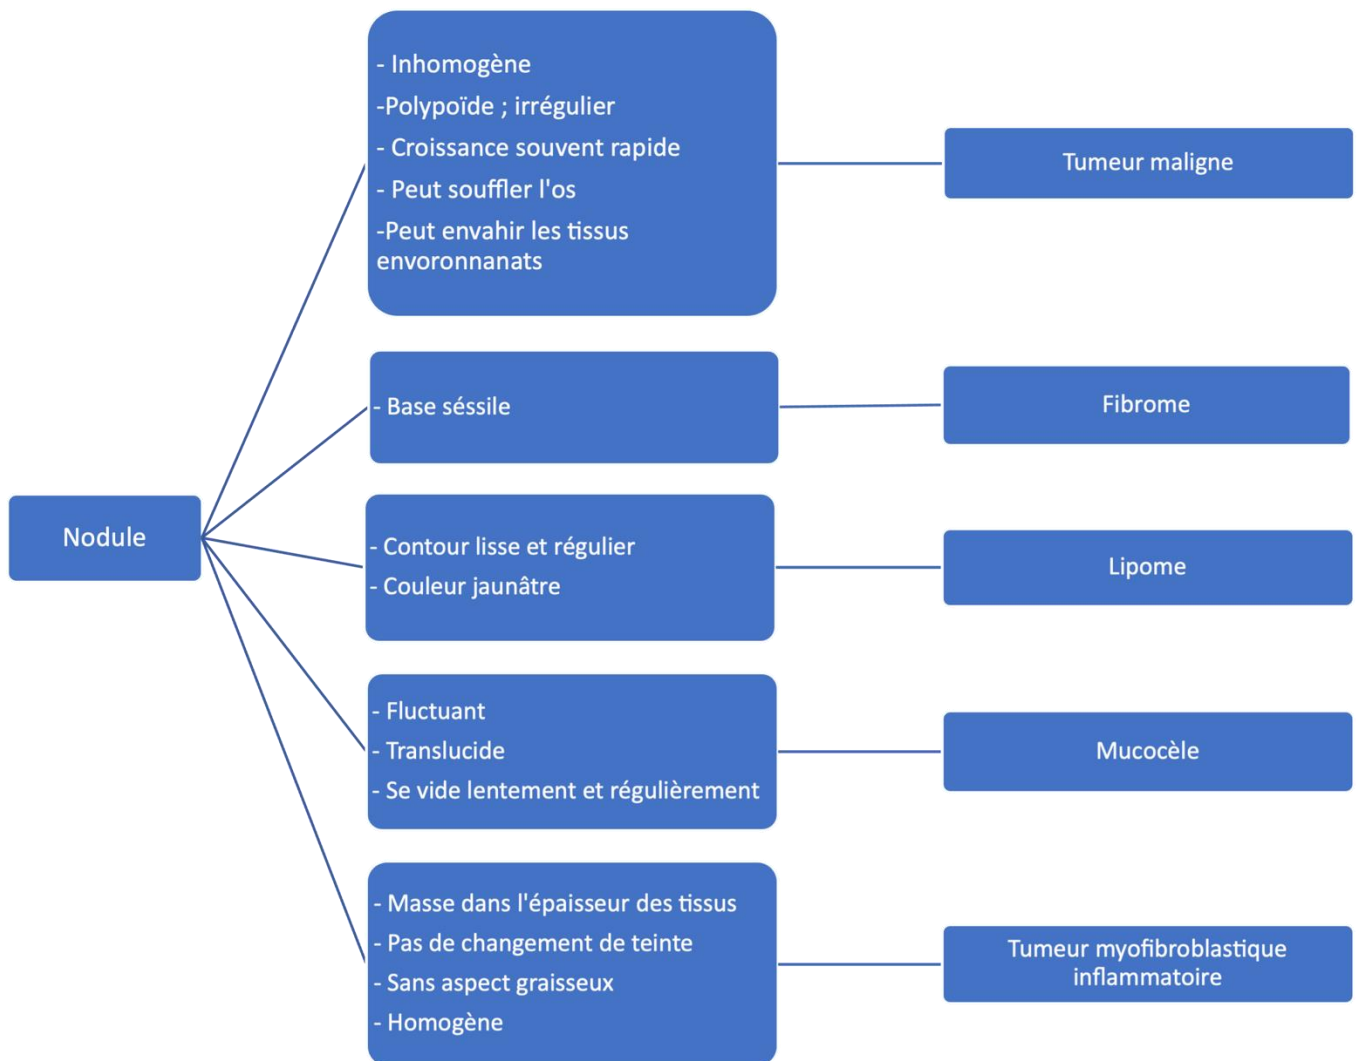 - Inhomogène
-Polypoïde ; irrégulier
- Croissance souvent rapide
- Peut souffler l'os
-Peut envahir les tissus
envoronnanats
Tumeur maligne
- Base séssile
Fibrome
Nodule
- Contour lisse et régulier
- Couleur jaunâtre
Lipome
- Fluctuant
- Translucide
- Se vide lentement et régulièrement
Mucocèle
- Masse dans l'épaisseur des tissus
- Pas de changement de teinte
- Sans aspect graisseux
- Homogène
Tumeur myofibroblastique
inflammatoire